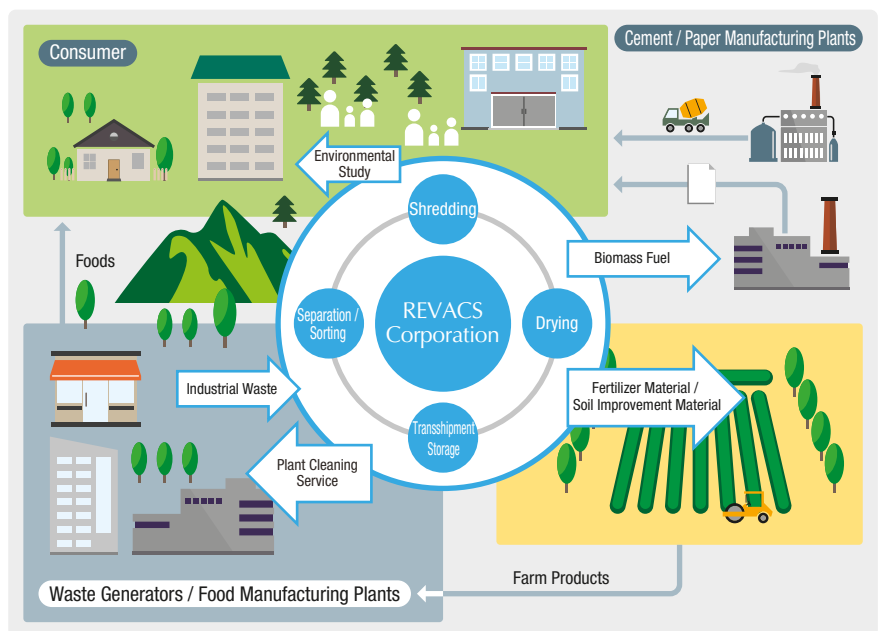 Consumer
Cement / Paper Manufacturing Plants
Environmental
Study
Shredding
Foods
Biomass Fuel
Separation /
Sorting
REVACS
Corporation
Drying
Industrial Waste
Fertilizer Material /
Soil Improvement Material
Transshipment
Storage
Plant Cleaning
Service
Farm Products
Waste Generators / Food Manufacturing Plants